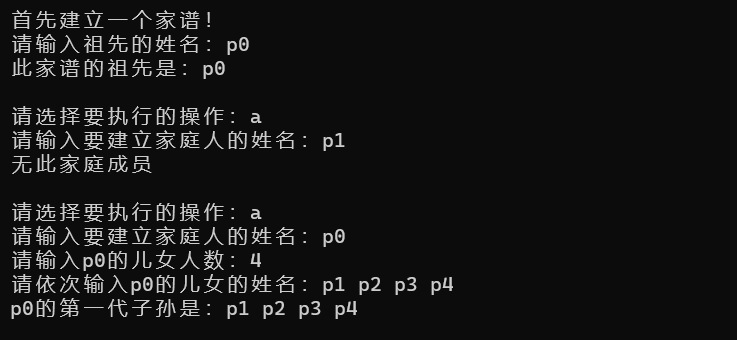 首先建立一个家谱!
请输入祖先的姓名: p0
此家谱的祖先是: p0
请选择要执行的操作: a
请输入要建立家庭人的姓名: p1
无此家庭成员
请选择要执行的操作: a
请输入要建立家庭人的姓名: p0
请输入p0的儿女人数: 4
请依次输入p0的儿女的姓名: p1 p2 p3 p4
p0的第一代子孙是: p1 p2 p3 p4